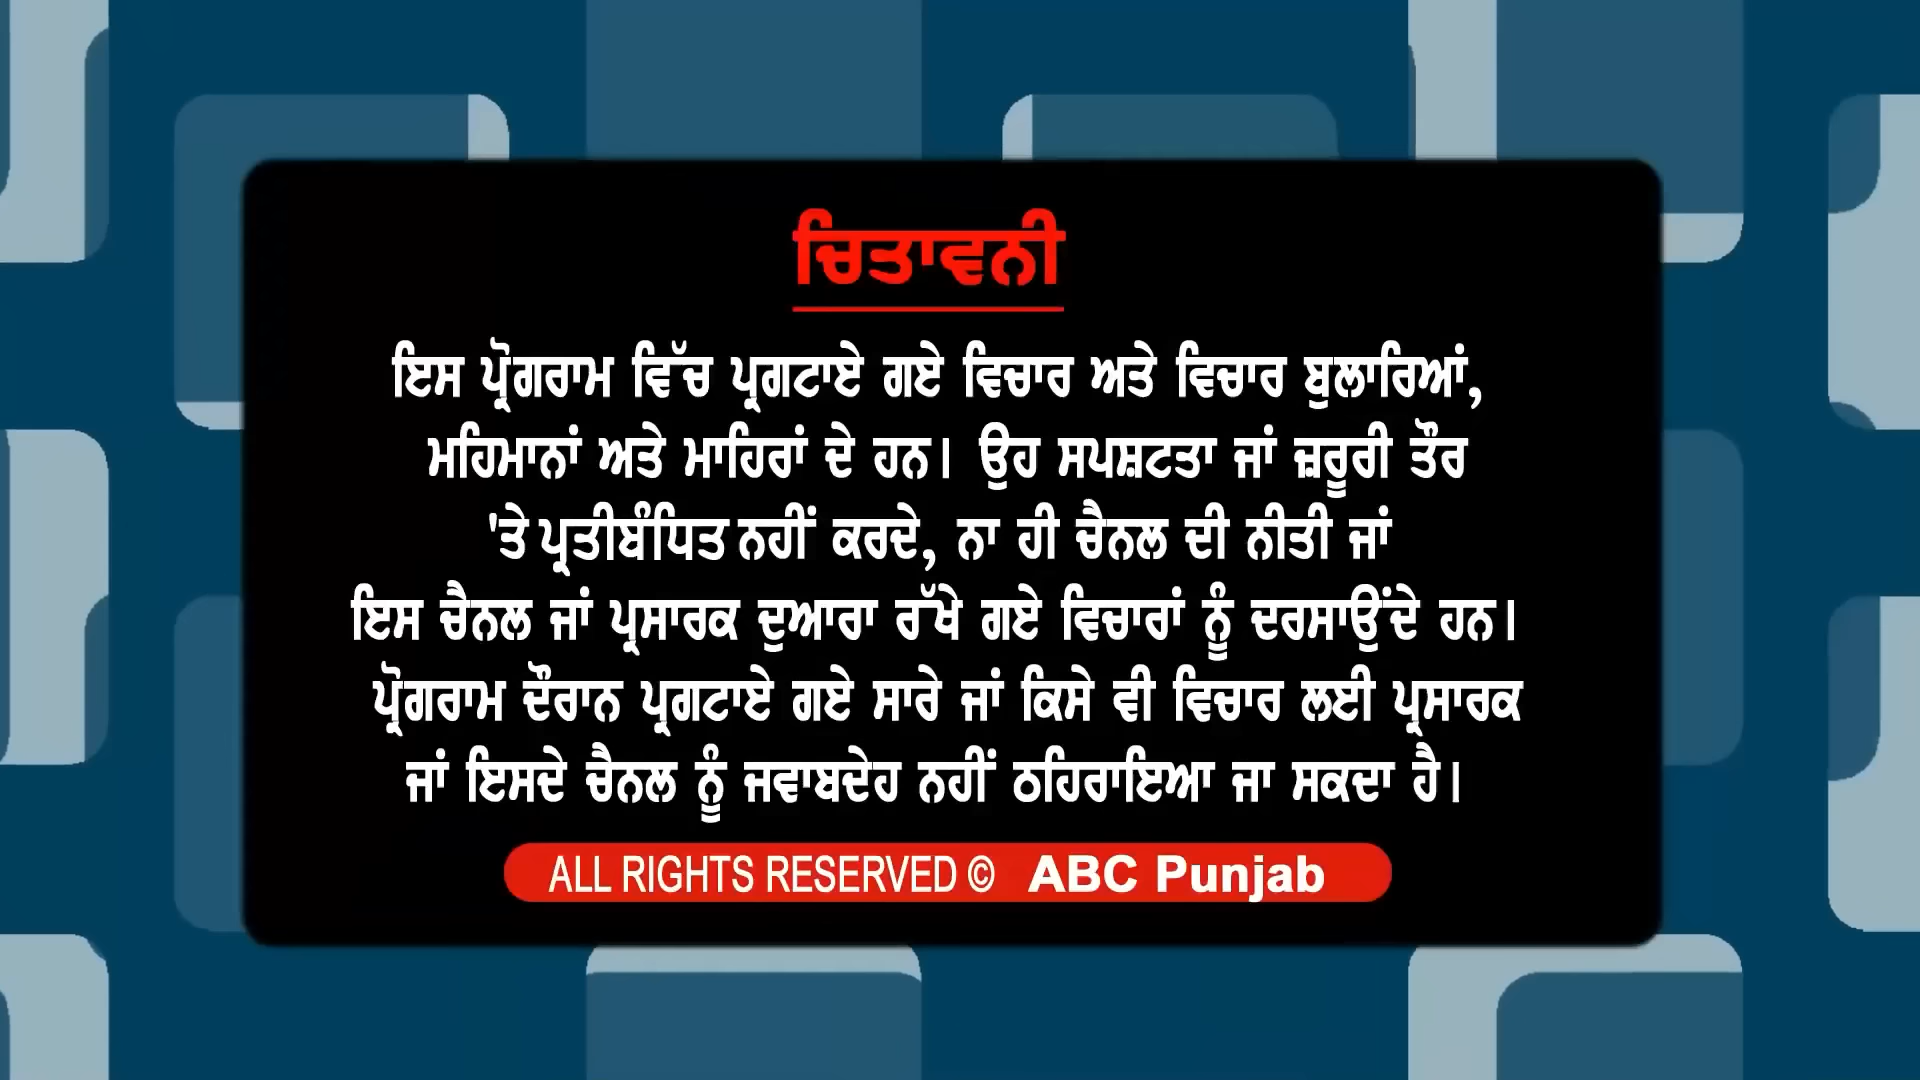 ਚਿਤਾਵਨੀ
ਇਸ ਪ੍ਰੋਗਰਾਮ ਵਿੱਚ ਪ੍ਰਗਟਾਏ ਗਏ ਵਿਚਾਰ ਅਤੇ ਵਿਚਾਰ ਬੁਲਾਰਿਆਂ,
ਮਹਿਮਾਨਾਂ ਅਤੇ ਮਾਹਿਰਾਂ ਦੇ ਹਨ। ਉਹ ਸਪਸ਼ਟਤਾ ਜਾਂ ਜ਼ਰੂਰੀ ਤੌਰ
'ਤੇ ਪ੍ਰਤੀਬੰਧਿਤ ਨਹੀਂ ਕਰਦੇ, ਨਾ ਹੀ ਚੈਨਲ ਦੀ ਨੀਤੀ ਜਾਂ
ਇਸ ਚੈਨਲ ਜਾਂ ਪ੍ਰਸਾਰਕ ਦੁਆਰਾ ਰੱਖੇ ਗਏ ਵਿਚਾਰਾਂ ਨੂੰ ਦਰਸਾਉਂਦੇ ਹਨ।
ਪ੍ਰੋਗਰਾਮ ਦੌਰਾਨ ਪ੍ਰਗਟਾਏ ਗਏ ਸਾਰੇ ਜਾਂ ਕਿਸੇ ਵੀ ਵਿਚਾਰ ਲਈ ਪ੍ਰਸਾਰਕ
ਜਾਂ ਇਸਦੇ ਚੈਨਲ ਨੂੰ ਜਵਾਬਦੇਹ ਨਹੀਂ ਠਹਿਰਾਇਆ ਜਾ ਸਕਦਾ ਹੈ।
ALL RIGHTS RESERVED © ABC Punjab